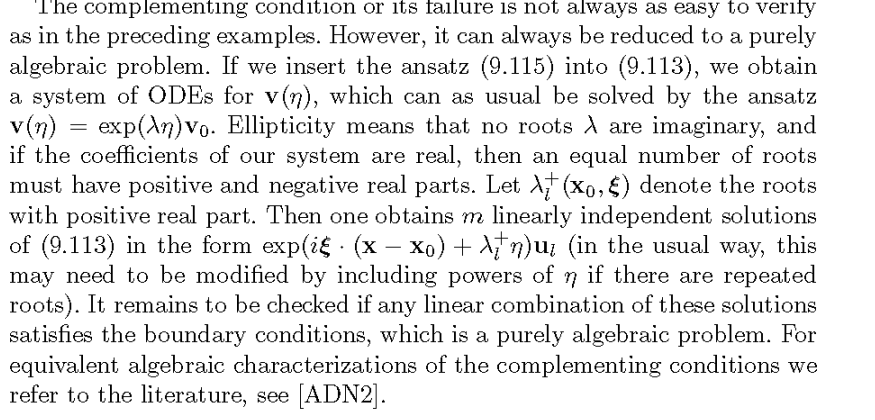 The complementing condition or its failure is not always as easy to verify
as in the preceding examples. However, it can always be reduced to a purely
algebraic problem. If we insert the ansatz (9.115) into (9.113), we obtain
a system of ODEs for v(η), which can as usual be solved by the ansatz
v(η) = exp(λη)v₀. Ellipticity means that no roots λ are imaginary, and
if the coefficients of our system are real, then an equal number of roots
must have positive and negative real parts. Let λₗ⁺(x₀, ξ) denote the roots
with positive real part. Then one obtains m linearly independent solutions
of (9.113) in the form exp(iξ · (x − x₀) + λₗ⁺η)uₗ (in the usual way, this
may need to be modified by including powers of η if there are repeated
roots). It remains to be checked if any linear combination of these solutions
satisfies the boundary conditions, which is a purely algebraic problem. For
equivalent algebraic characterizations of the complementing conditions we
refer to the literature, see [ADN2].